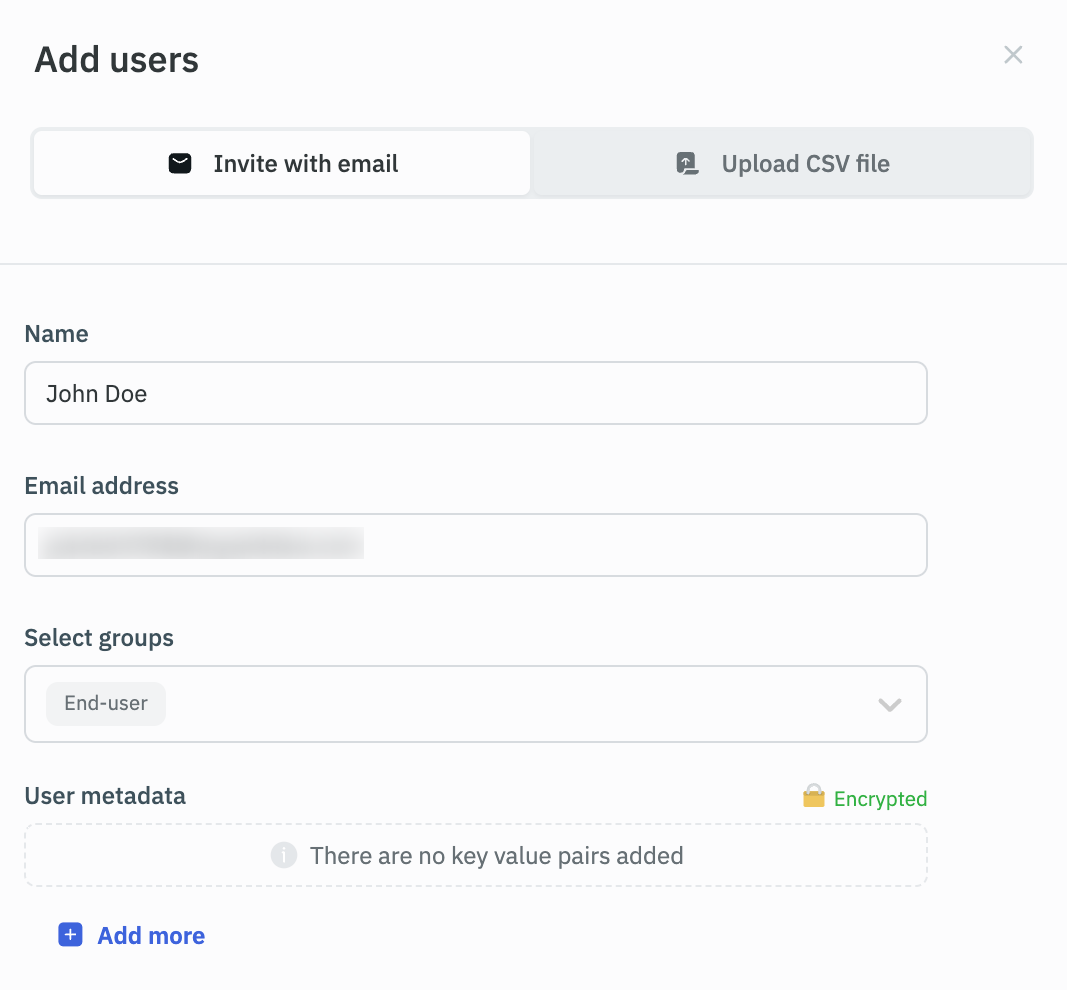 Add users
Invite with email
Upload CSV file
Name
John Doe
Email address
Select groups
End-user
User metadata
Encrypted
There are no key value pairs added
Add more